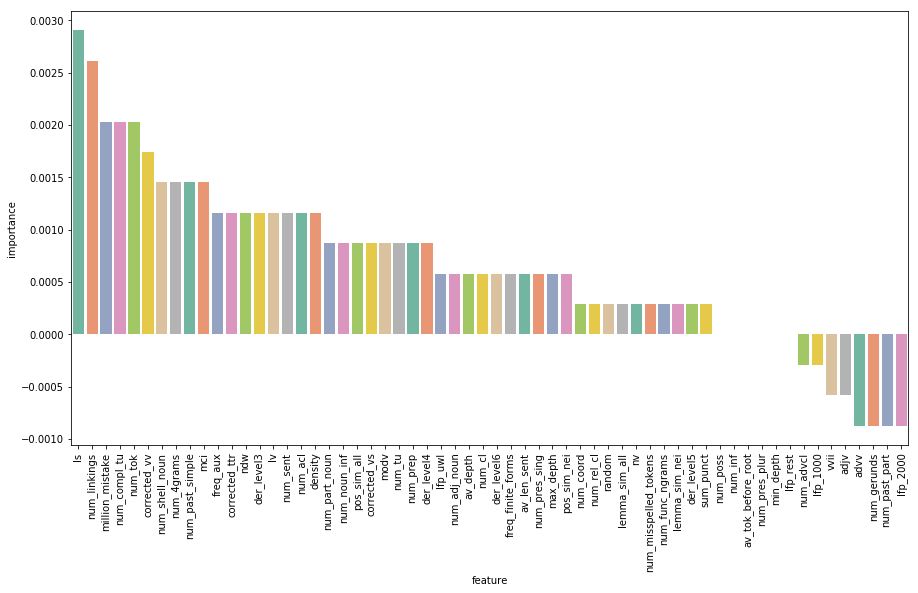 0.0030
0.0025
0.0020
0.0015
0.0010
0.0005
0.0000
−0.0005
−0.0010
importance
ls
num_linkings
million_mistake
num_compl_tu
num_tok
corrected_vv
num_shell_noun
num_4grams
num_past_simple
mci
freq_aux
corrected_ttr
ndw
der_level3
lv
num_sent
num_acl
density
num_part_noun
num_noun_inf
pos_sim_all
corrected_vs
modv
num_tu
num_prep
der_level4
lfp_uwl
num_adj_noun
av_depth
num_cl
der_level6
freq_finite_forms
av_len_sent
num_pres_sing
max_depth
pos_sim_nei
num_coord
num_rel_cl
random
lemma_sim_all
nv
num_misspelled_tokens
num_func_ngrams
lemma_sim_nei
der_level5
sum_punct
num_poss
num_inf
av_tok_before_root
num_pres_plur
min_depth
lfp_rest
num_advcl
lfp_1000
vvii
adjv
advv
num_gerunds
num_past_part
lfp_2000
feature